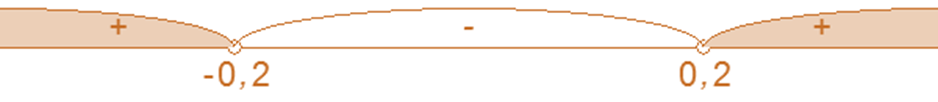 + - +
-0,2 0,2